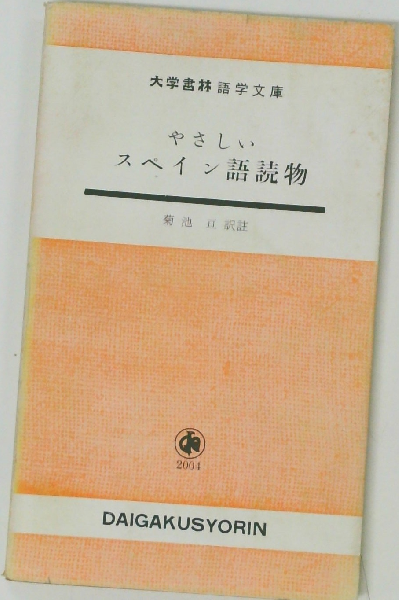 大学書林 語学文庫
やさしい
スペイン語読物
菊池 亘 訳註
2004
DAIGAKUSYORIN